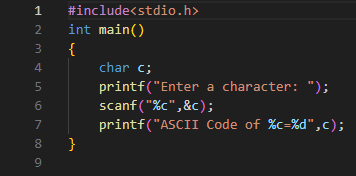 1 #include<stdio.h>
2 int main()
3 {
4     char c;
5     printf("Enter a character: ");
6     scanf("%c",&c);
7     printf("ASCII Code of %c=%d",c);
8 }
9